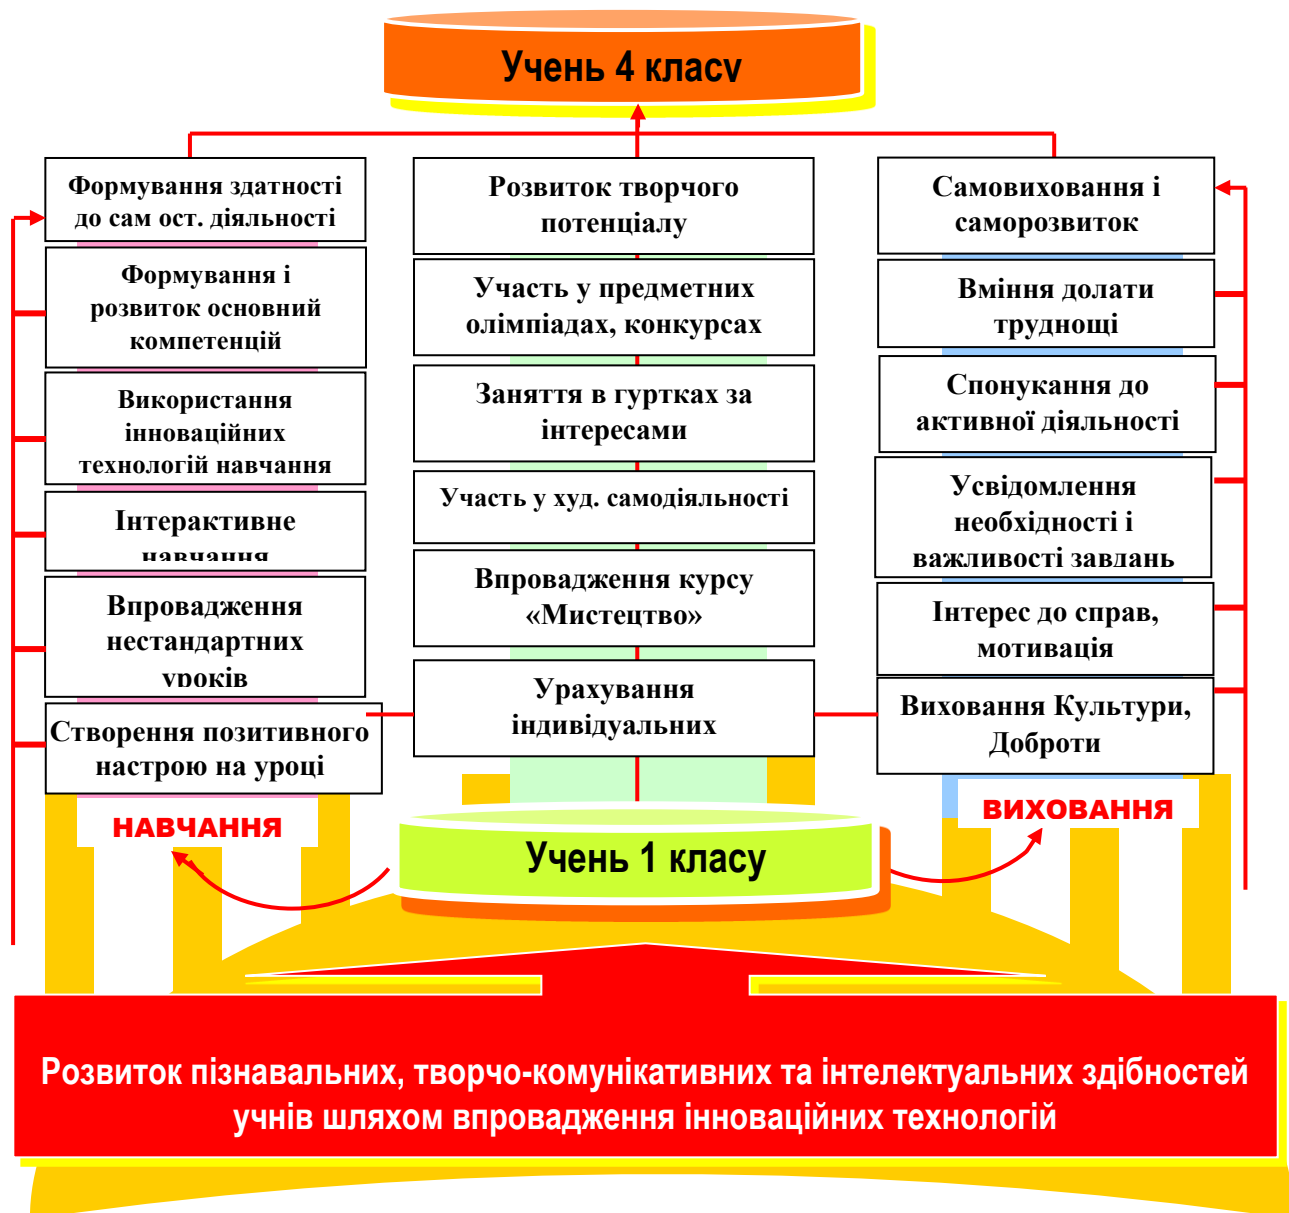 Учень 4 класу
Формування здатності
до сам ост. діяльності
Формування і
розвиток основний
компетенцій
Використання
інноваційних
технологій навчання
Інтерактивне
навчання
Впровадження
нестандартних
уроків
Створення позитивного
настрою на уроці
НАВЧАННЯ
Розвиток творчого
потенціалу
Участь у предметних
олімпіадах, конкурсах
Заняття в гуртках за
інтересами
Участь у худ. самодіяльності
Впровадження курсу
«Мистецтво»
Урахування
індивідуальних
Самовиховання і
саморозвиток
Вміння долати
труднощі
Спонукання до
активної діяльності
Усвідомлення
необхідності і
важливості завдань
Інтерес до справ,
мотивація
Виховання Культури,
Доброти
ВИХОВАННЯ
Учень 1 класу
Розвиток пізнавальних, творчо-комунікативних та інтелектуальних здібностей
учнів шляхом впровадження інноваційних технологій